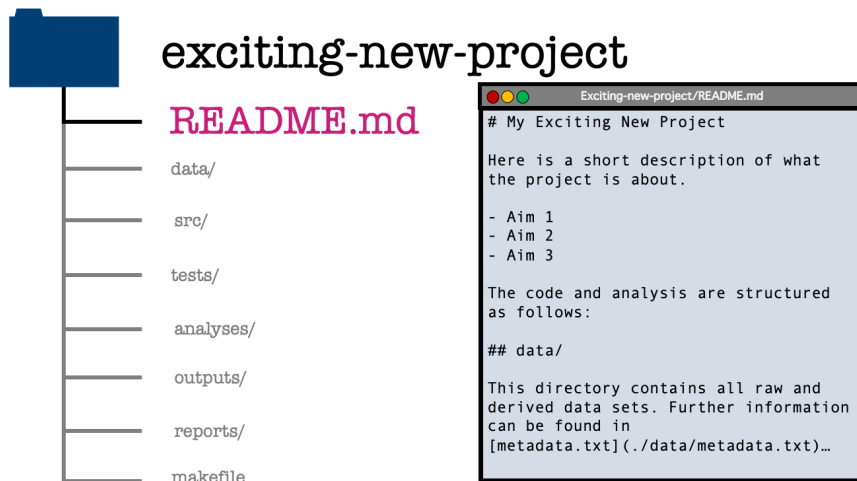 exciting-new-project
README.md
data/
src/
tests/
analyses/
outputs/
reports/
makefile
Exciting-new-project/README.md
# My Exciting New Project
Here is a short description of what
the project is about.
- Aim 1
- Aim 2
- Aim 3
The code and analysis are structured
as follows:
## data/
This directory contains all raw and
derived data sets. Further information
can be found in
[metadata.txt](./data/metadata.txt)…